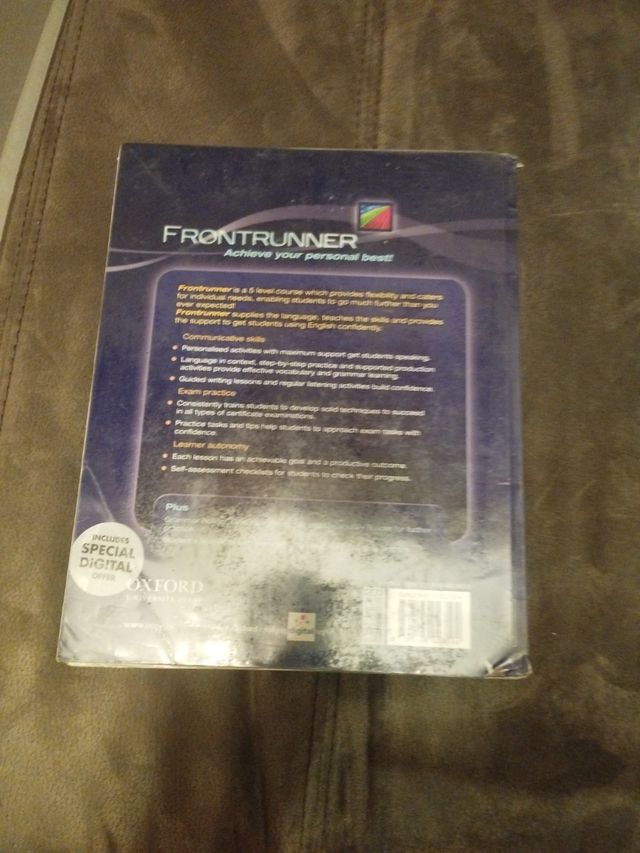 FRONTRUNNER
Achieve your personal best!
Frontrunner is a 5 level course which provides flexibility and caters
for individual needs, enabling students to go much further than you
ever expected!
Frontrunner supplies the language, teaches the skills and provides
the support to get students using English confidently.
Communicative skills
• Personalised activities with maximum support get students speaking.
• Language in context, step-by-step practice and supported production
activities provide effective vocabulary and grammar learning.
• Guided writing lessons and regular listening activities build confidence.
Exam practice
• Consistently trains students to develop solid techniques to succeed
in all types of certificate examinations.
• Practice tasks and tips help students to approach exam tasks with
confidence.
Learner autonomy
• Each lesson has an achievable goal and a productive outcome.
• Self-assessment checklists for students to check their progress.
Plus
INCLUDES
SPECIAL
DiGiTAL
OFFER
OXFORD
UNIVERSITY PRESS
digital